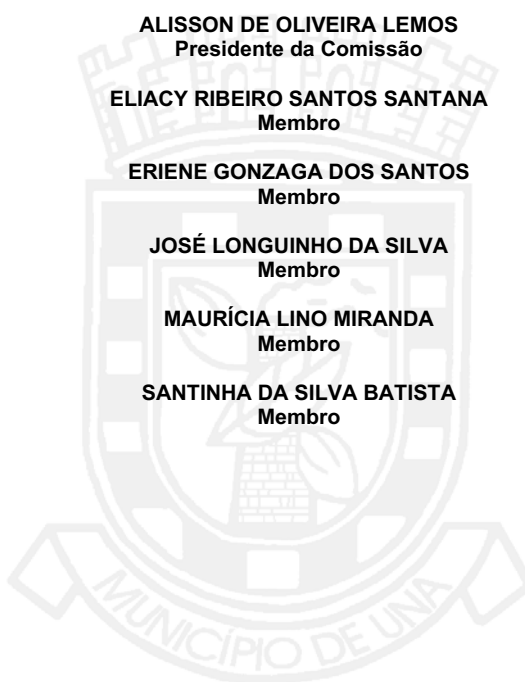 ALISSON DE OLIVEIRA LEMOS
Presidente da Comissão
ELIACY RIBEIRO SANTOS SANTANA
Membro
ERIENE GONZAGA DOS SANTOS
Membro
JOSÉ LONGUINHO DA SILVA
Membro
MAURÍCIA LINO MIRANDA
Membro
SANTINHA DA SILVA BATISTA
Membro
MUNICÍPIO DE UNA